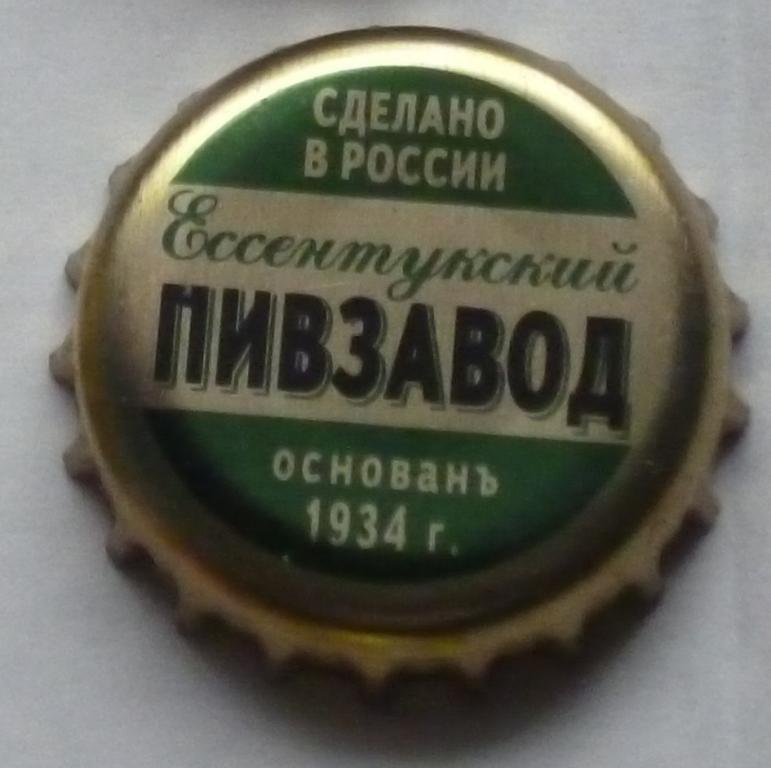 СДЕЛАНО
В РОССИИ
Ессентукский
ПИВЗАВОД
основанъ
1934 г.